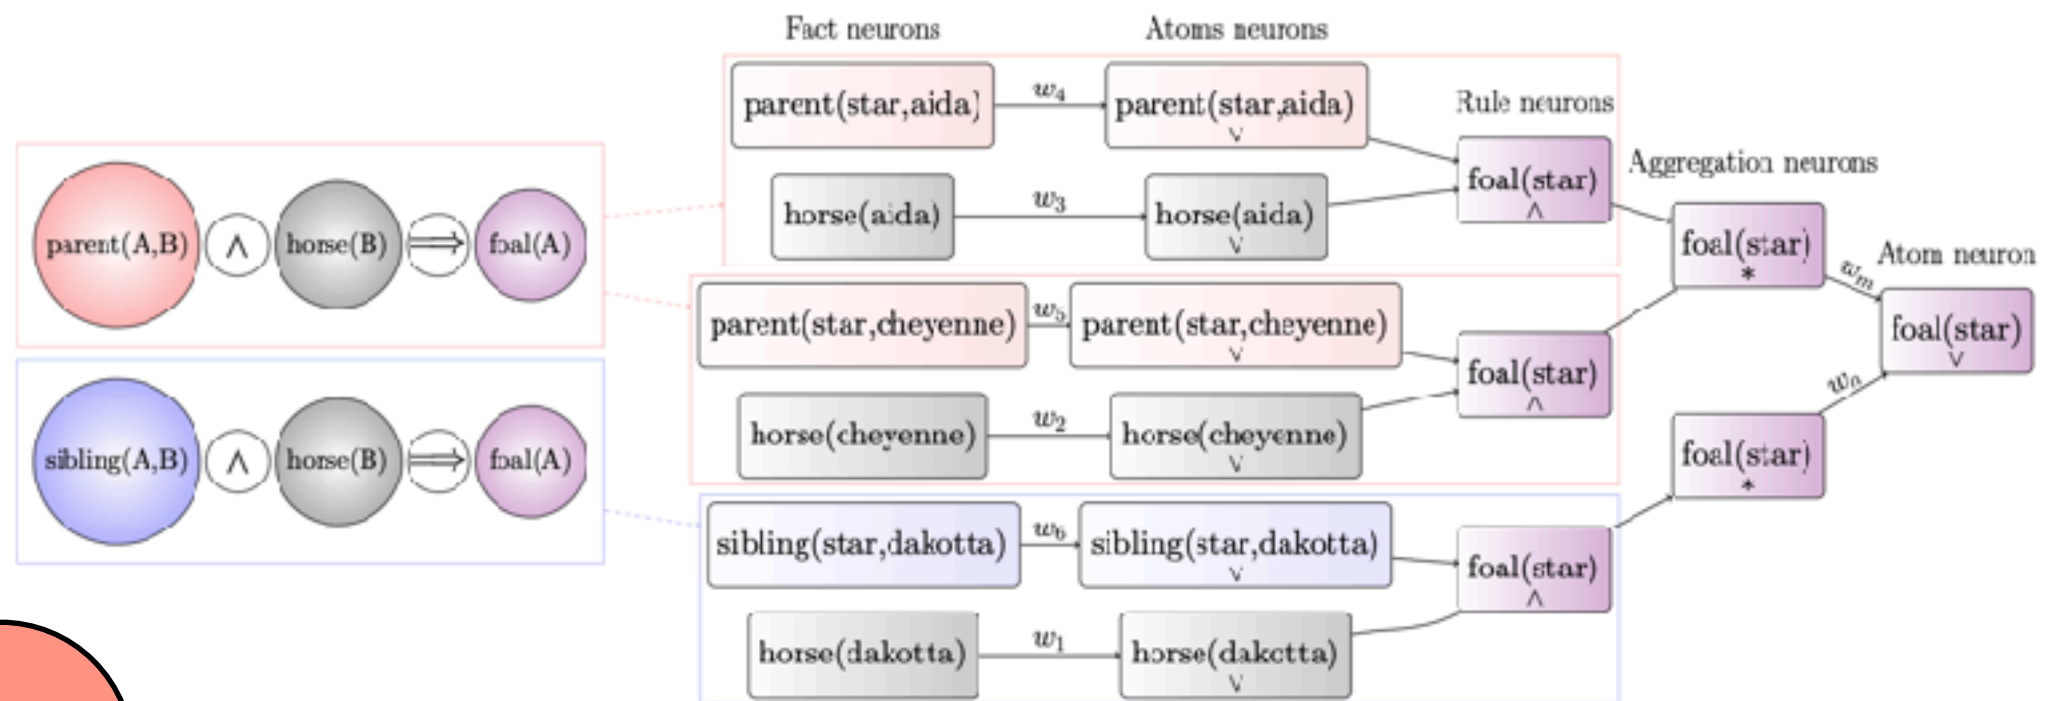 Fact neurons
Atoms neurons
parent(star,aida)
w4
parent(star,aida)
∨
Rule neurons
horse(aida)
w3
horse(aida)
∨
foal(star)
∧
Aggregation neurons
parent(A,B)
∧
horse(B)
⟹
foal(A)
foal(star)
*
wm
Atom neuron
parent(star,cheyenne)
w5
parent(star,cheyenne)
∨
foal(star)
∧
foal(star)
∨
horse(cheyenne)
w2
horse(cheyenne)
∨
sibling(A,B)
∧
horse(B)
⟹
foal(A)
foal(star)
*
sibling(star,dakotta)
w6
sibling(star,dakotta)
∨
foal(star)
∧
horse(dakotta)
w1
horse(dakotta)
∨